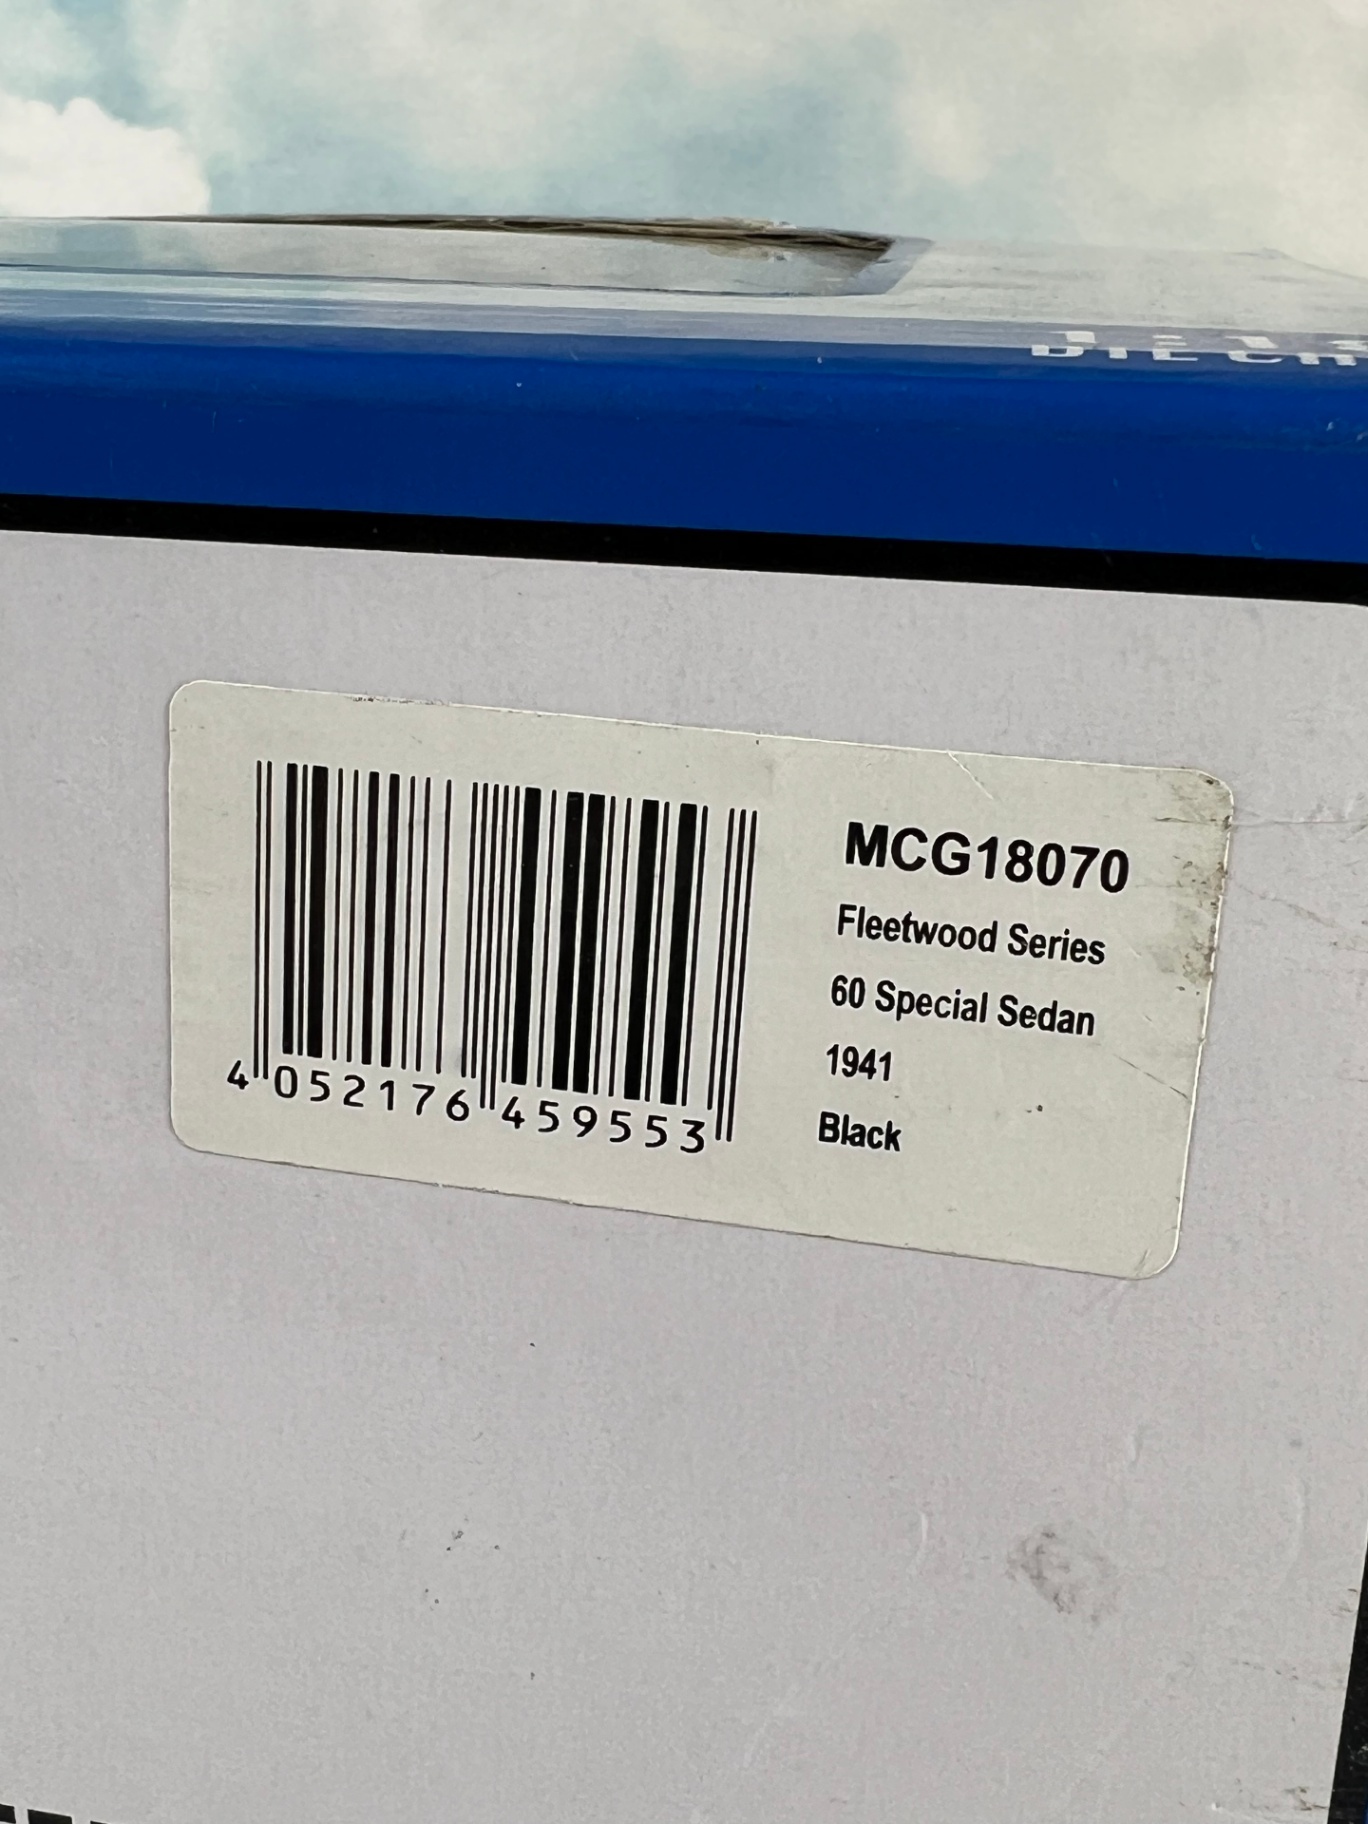 MCG18070
Fleetwood Series
60 Special Sedan
1941
Black
4 052176 459553